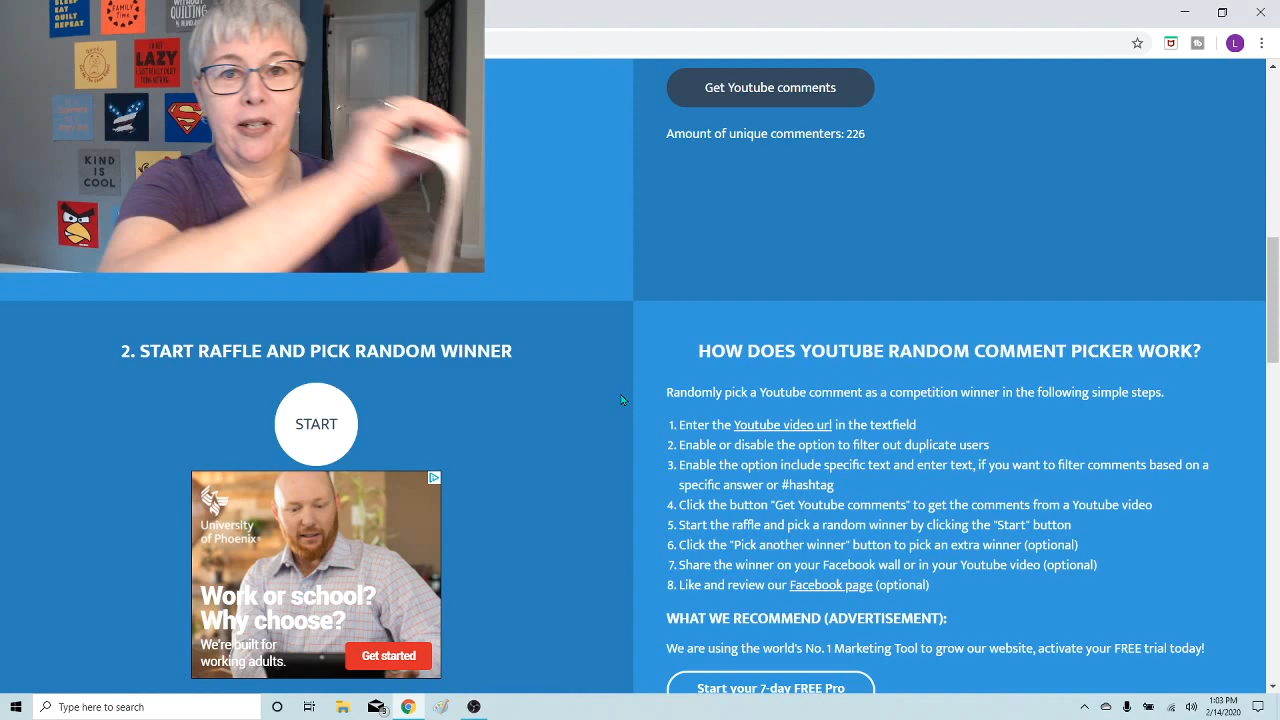 EAT
QUILT
REPEAT
FAMILY
Time
WITHOUT
QUILTING
LAZY
KIND
IS
COOL
L
Get Youtube comments
Amount of unique commenters: 226
2. START RAFFLE AND PICK RANDOM WINNER
START
University
of Phoenix
Work or school?
Why choose?
We're built for
working adults.
Get started
HOW DOES YOUTUBE RANDOM COMMENT PICKER WORK?
Randomly pick a Youtube comment as a competition winner in the following simple steps.
1. Enter the Youtube video url in the textfield
2. Enable or disable the option to filter out duplicate users
3. Enable the option include specific text and enter text, if you want to filter comments based on a
specific answer or #hashtag
4. Click the button "Get Youtube comments" to get the comments from a Youtube video
5. Start the raffle and pick a random winner by clicking the "Start" button
6. Click the "Pick another winner" button to pick an extra winner (optional)
7. Share the winner on your Facebook wall or in your Youtube video (optional)
8. Like and review our Facebook page (optional)
WHAT WE RECOMMEND (ADVERTISEMENT):
We are using the world's No. 1 Marketing Tool to grow our website, activate your FREE trial today!
Start your 7-day FREE Pro
Type here to search
1:03 PM
2/14/2020